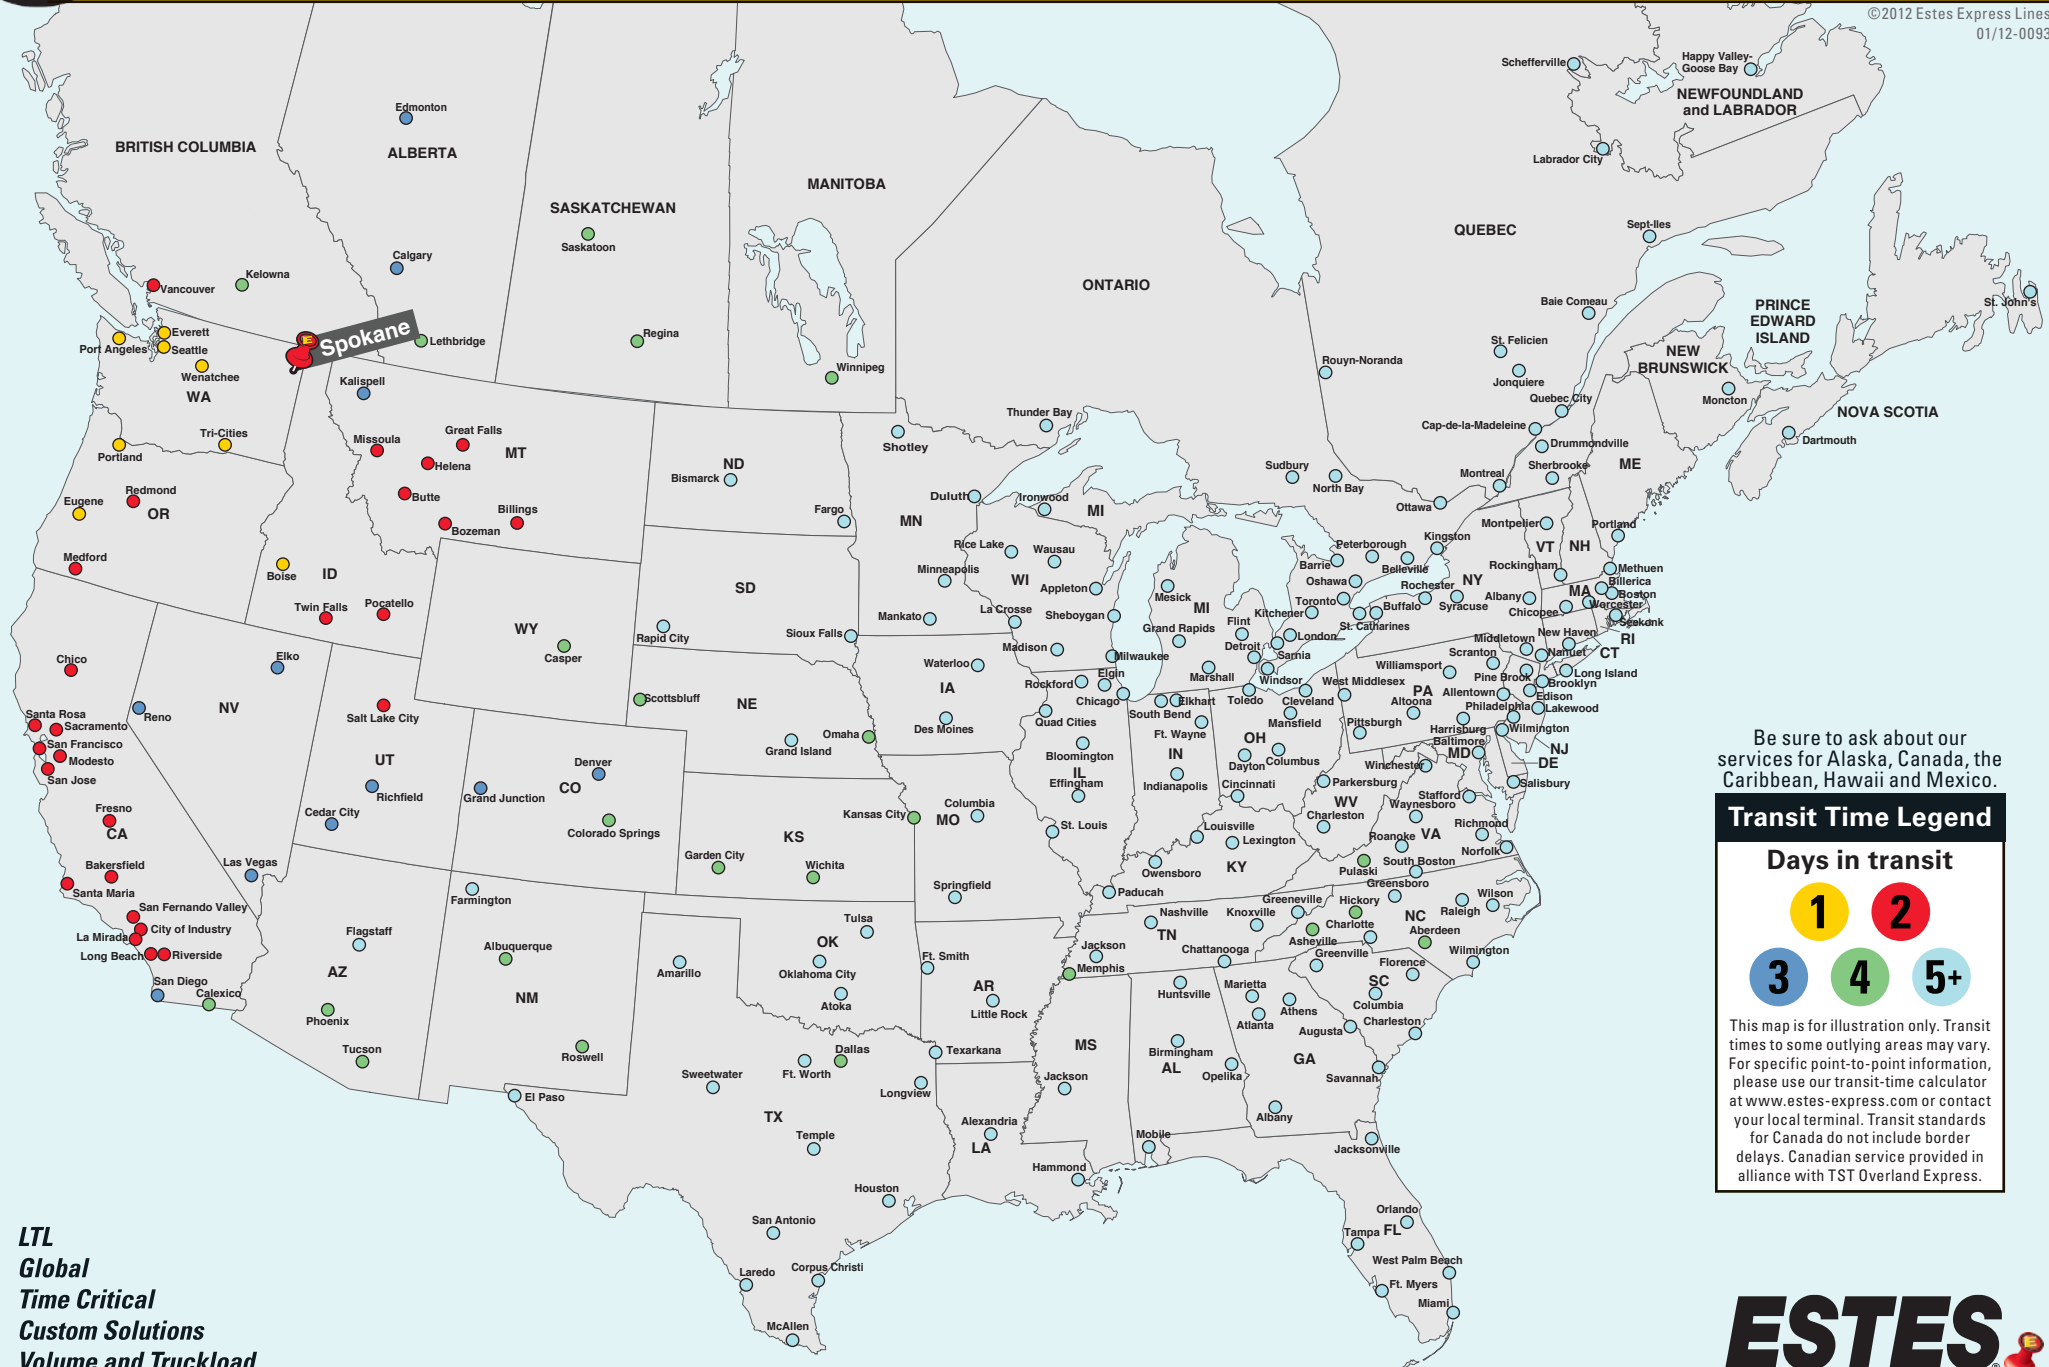 ©2012 Estes Express Lines
01/12-0093
Schefferville
Happy Valley-
Goose Bay
NEWFOUNDLAND
and LABRADOR
Labrador City
Edmonton
BRITISH COLUMBIA
ALBERTA
MANITOBA
SASKATCHEWAN
Saskatoon
QUEBEC
Sept-Iles
Calgary
Kelowna
Vancouver
ONTARIO
Baie Comeau
St. John's
PRINCE
EDWARD
ISLAND
Everett
Port Angeles
Seattle
Spokane
Lethbridge
Regina
St. Felicien
NEW
BRUNSWICK
Rouyn-Noranda
Winnipeg
Wenatchee
WA
Kalispell
Jonquiere
Quebec City
Moncton
NOVA SCOTIA
Thunder Bay
Cap-de-la-Madeleine
Shotley
Dartmouth
Drummondville
Tri-Cities
Portland
Missoula
Great Falls
MT
Helena
ND
Bismarck
Sudbury
North Bay
Montreal
Sherbrooke
ME
Eugene
Redmond
OR
Butte
Bozeman
Billings
Fargo
Duluth
Ironwood
MI
MN
Ottawa
Montpelier
Portland
Medford
Boise
ID
Rice Lake
Wausau
Minneapolis
WI
Appleton
Peterborough
Kingston
Barrie
Belleville
VT
NH
Rockingham
Methuen
Twin Falls
Pocatello
SD
Mesick
MI
Oshawa
Rochester
NY
Syracuse
Albany
Billerica
MA
Boston
Worcester
Chicopee
Toronto
Buffalo
Kitchener
St. Catharines
Mankato
La Crosse
Sheboygan
WY
Casper
Rapid City
Sioux Falls
Grand Rapids
Flint
London
Seekonk
RI
New Haven
Middletown
CT
Nanuet
Chico
Elko
Madison
Milwaukee
Detroit
Sarnia
Waterloo
Elgin
Rockford
Marshall
Windsor
Williamsport
Scranton
Long Island
Pine Brook
Brooklyn
NV
Reno
Salt Lake City
Scottsbluff
NE
IA
Chicago
South Bend
Elkhart
Toledo
Cleveland
West Middlesex
PA
Altoona
Allentown
Edison
Philadelphia
Lakewood
Santa Rosa
Sacramento
San Francisco
Modesto
San Jose
Grand Island
Omaha
Des Moines
Quad Cities
Ft. Wayne
Mansfield
Pittsburgh
Harrisburg
Wilmington
Bloomington
IL
Effingham
IN
Indianapolis
OH
Dayton
Columbus
Baltimore
MD
Winchester
NJ
DE
UT
Richfield
Denver
Grand Junction
CO
Cincinnati
Parkersburg
Salisbury
Stafford
Cedar City
Fresno
CA
Colorado Springs
Kansas City
Columbia
MO
St. Louis
Louisville
Lexington
WV
Charleston
Waynesboro
Richmond
VA
Roanoke
Norfolk
KS
Bakersfield
Las Vegas
Garden City
Wichita
Owensboro
KY
Pulaski
South Boston
Santa Maria
Farmington
Springfield
Paducah
Greensboro
San Fernando Valley
City of Industry
La Mirada
Long Beach
Riverside
Flagstaff
Albuquerque
Tulsa
OK
Oklahoma City
Nashville
TN
Knoxville
Greeneville
Hickory
Charlotte
Asheville
NC
Raleigh
Wilson
Aberdeen
Wilmington
San Diego
Calexico
AZ
Phoenix
NM
Amarillo
Ft. Smith
Jackson
Memphis
Chattanooga
Greenville
Florence
SC
Columbia
Atoka
AR
Little Rock
Huntsville
Marietta
Athens
Atlanta
Augusta
Charleston
Tucson
Roswell
Dallas
Ft. Worth
Texarkana
MS
Birmingham
AL
GA
Opelika
Savannah
El Paso
Sweetwater
Longview
Jackson
Albany
TX
Temple
Alexandria
LA
Mobile
Jacksonville
Hammond
Houston
San Antonio
Orlando
Tampa
FL
West Palm Beach
Laredo
Corpus Christi
Ft. Myers
Miami
McAllen
Be sure to ask about our
services for Alaska, Canada, the
Caribbean, Hawaii and Mexico.
Transit Time Legend
Days in transit
1 2
3 4 5+
This map is for illustration only. Transit
times to some outlying areas may vary.
For specific point-to-point information,
please use our transit-time calculator
at www.estes-express.com or contact
your local terminal. Transit standards
for Canada do not include border
delays. Canadian service provided in
alliance with TST Overland Express.
LTL
Global
Time Critical
Custom Solutions
Volume and Truckload
ESTES